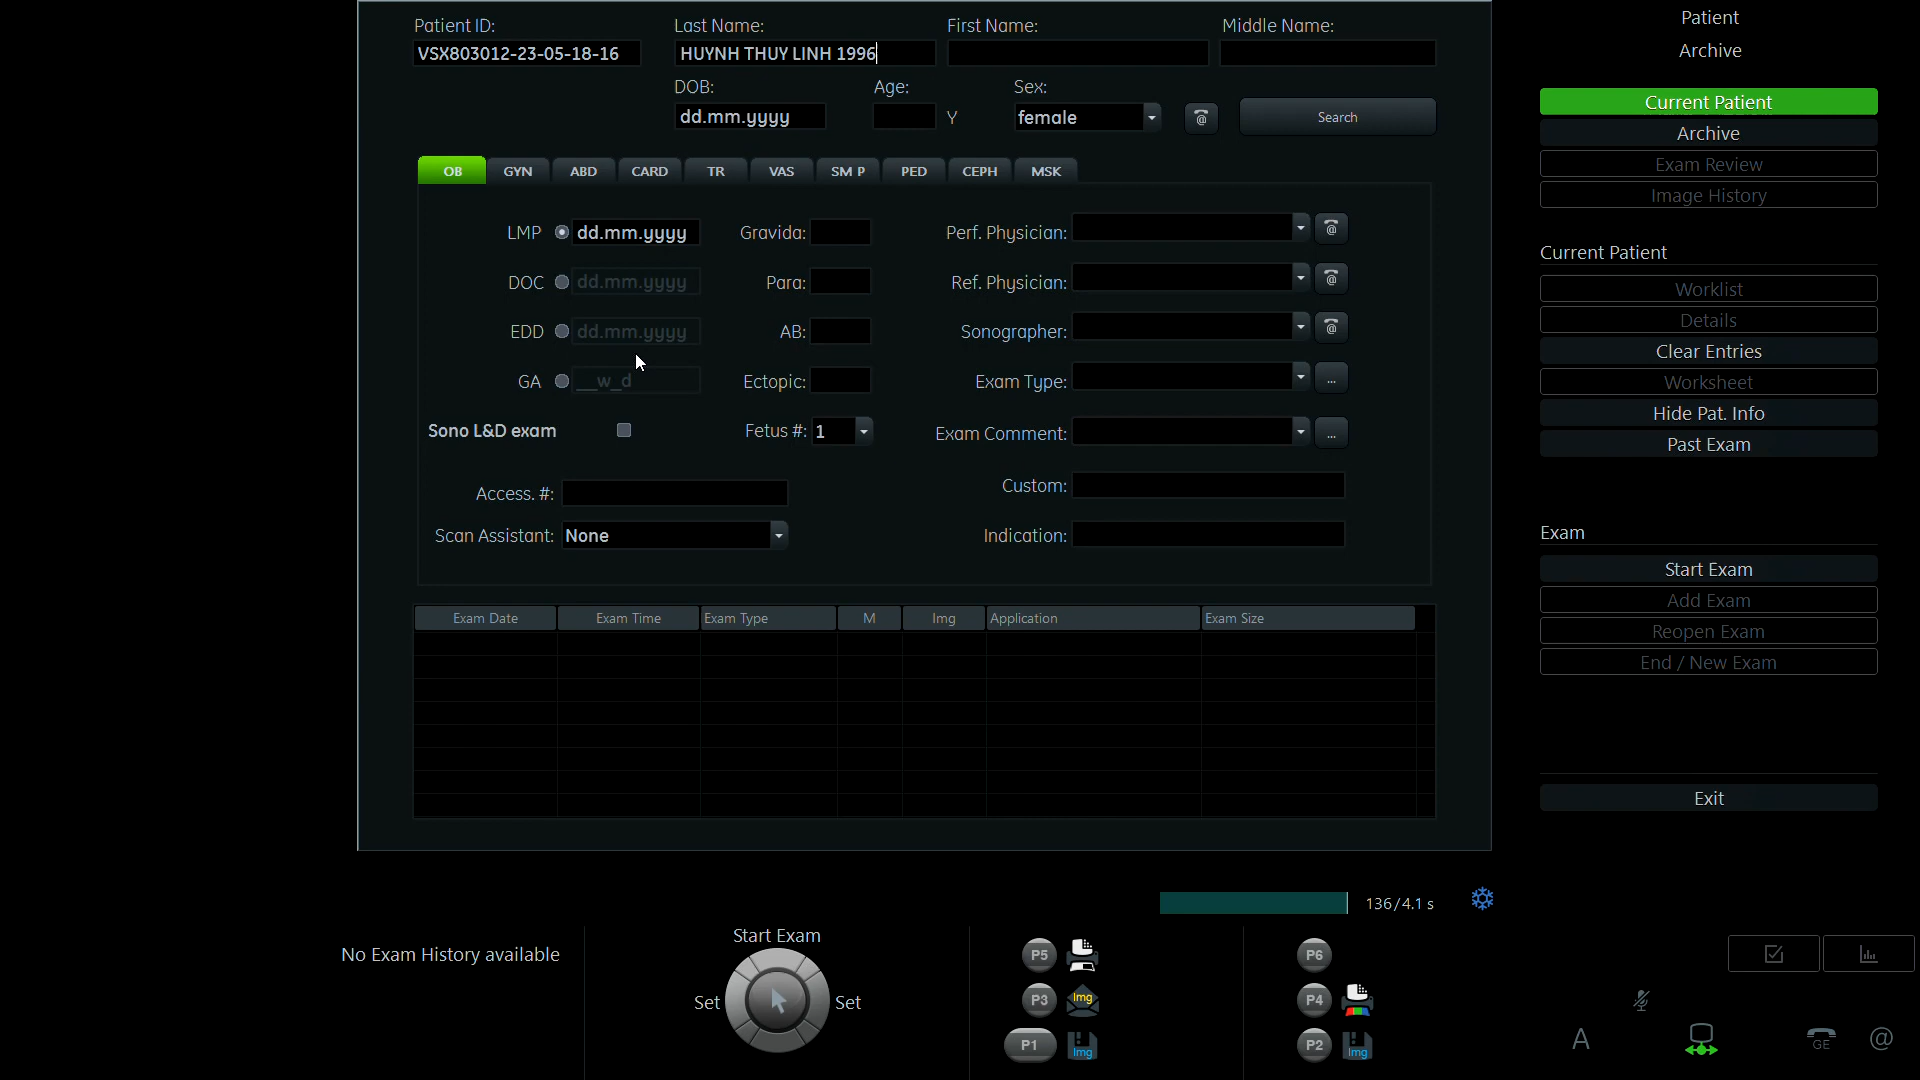 Patient ID: Last Name: First Name: Middle Name:
VSX803012-23-05-18-16 HUYNH THUY LINH 1996
DOB: Age: Sex:
dd.mm.yyyy Y female @ Search
OB GYN ABD CARD TR VAS SM P PED CEPH MSK
LMP dd.mm.yyyy Gravida: Perf. Physician: @
DOC dd.mm.yyyy Para: Ref. Physician: @
EDD dd.mm.yyyy AB: Sonographer: @
GA __w_d Ectopic: Exam Type: ...
Sono L&D exam Fetus #: 1 Exam Comment: ...
Access. #: Custom:
Scan Assistant: None Indication:
Exam Date Exam Time Exam Type M Img Application Exam Size
136/4.1 s
No Exam History available
Start Exam
Set Set
P5
P3 Img
P1 Img
P6
P4
P2 Img
Patient
Archive
Current Patient
Archive
Exam Review
Image History
Current Patient
Worklist
Details
Clear Entries
Worksheet
Hide Pat. Info
Past Exam
Exam
Start Exam
Add Exam
Reopen Exam
End / New Exam
Exit
A GE @